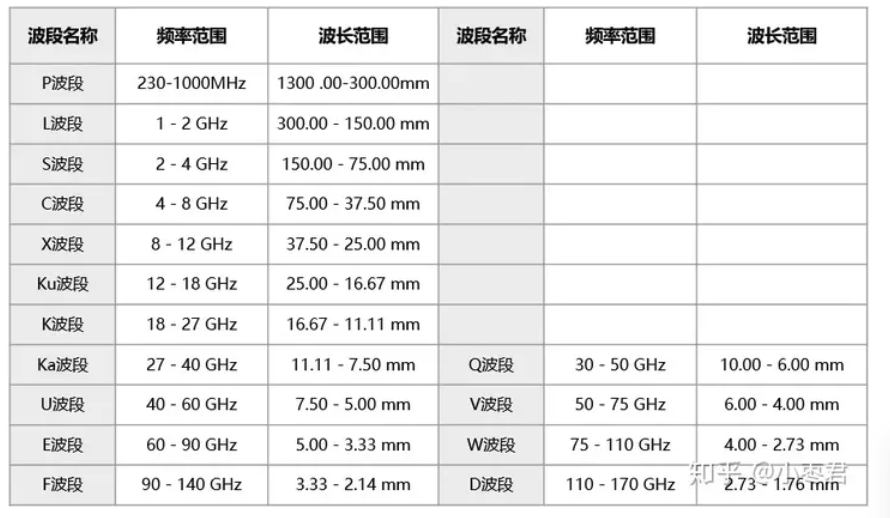 波段名称 频率范围 波长范围 波段名称 频率范围 波长范围
P波段 230-1000MHz 1300 .00-300.00mm
L波段 1 - 2 GHz 300.00 - 150.00 mm
S波段 2 - 4 GHz 150.00 - 75.00 mm
C波段 4 - 8 GHz 75.00 - 37.50 mm
X波段 8 - 12 GHz 37.50 - 25.00 mm
Ku波段 12 - 18 GHz 25.00 - 16.67 mm
K波段 18 - 27 GHz 16.67 - 11.11 mm
Ka波段 27 - 40 GHz 11.11 - 7.50 mm Q波段 30 - 50 GHz 10.00 - 6.00 mm
U波段 40 - 60 GHz 7.50 - 5.00 mm V波段 50 - 75 GHz 6.00 - 4.00 mm
E波段 60 - 90 GHz 5.00 - 3.33 mm W波段 75 - 110 GHz 4.00 - 2.73 mm
F波段 90 - 140 GHz 3.33 - 2.14 mm D波段 110 - 170 GHz 2.73 - 1.76 mm
知乎 @小枣君